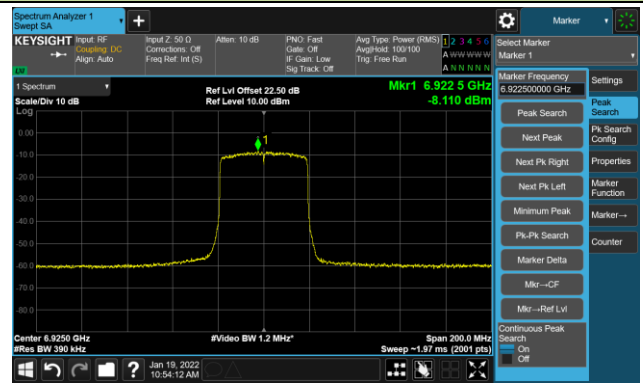 Spectrum Analyzer 1
Swept SA
Marker
KEYSIGHT
Input: RF
Coupling: DC
Align: Auto
Input Z: 50 Ω
Corrections: Off
Freq Ref: Int (S)
Atten: 10 dB
PNO: Fast
Gate: Off
IF Gain: Low
Sig Track: Off
Avg Type: Power (RMS)
Avg|Hold: 100/100
Trig: Free Run
1 2 3 4 5 6
A W W W W W
A N N N N N
Select Marker
Marker 1
1 Spectrum
Scale/Div 10 dB
Log
Ref Lvl Offset 22.50 dB
Ref Level 10.00 dBm
Mkr1 6.922 5 GHz
-8.110 dBm
0.00
-10.0
-20.0
-30.0
-40.0
-50.0
-60.0
-70.0
-80.0
1
Center 6.9250 GHz
#Res BW 390 kHz
#Video BW 1.2 MHz*
Span 200.0 MHz
Sweep ~1.97 ms (2001 pts)
Marker Frequency
6.922500000 GHz
Peak Search
Next Peak
Next Pk Right
Next Pk Left
Minimum Peak
Pk-Pk Search
Marker Delta
Mkr→CF
Mkr→Ref Lvl
Continuous Peak
Search
On
Off
Settings
Peak
Search
Pk Search
Config
Properties
Marker
Function
Marker→
Counter
Jan 19, 2022
10:54:12 AM